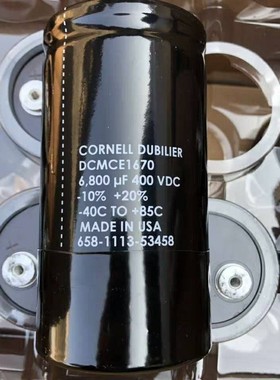 CORNELL DUBILIER
DCMCE1670
6,800 µF 400 VDC
-10% +20%
-40C TO +85C
MADE IN USA
658-1113-53458